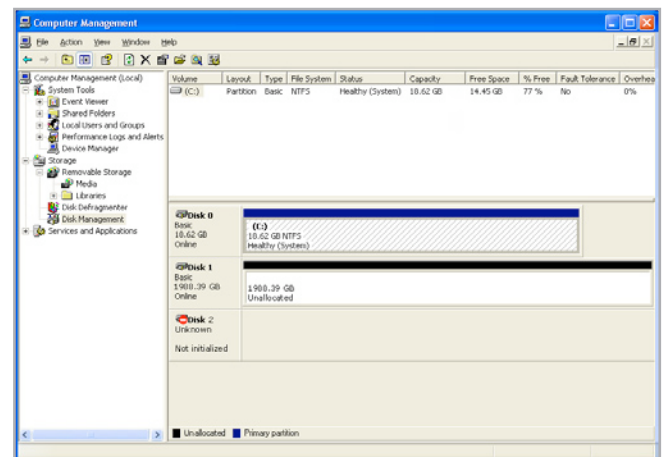 Computer Management
File Action View Window Help
Computer Management (Local)
System Tools
Event Viewer
Shared Folders
Local Users and Groups
Performance Logs and Alerts
Device Manager
Storage
Removable Storage
Media
Libraries
Disk Defragmenter
Disk Management
Services and Applications
Volume Layout Type File System Status Capacity Free Space % Free Fault Tolerance Overhea
(C:) Partition Basic NTFS Healthy (System) 18.62 GB 14.45 GB 77 % No 0%
Disk 0
Basic
18.62 GB
Online
(C:)
18.62 GB NTFS
Healthy (System)
Disk 1
Basic
1908.39 GB
Online
1908.39 GB
Unallocated
Disk 2
Unknown
Not initialized
Unallocated Primary partition